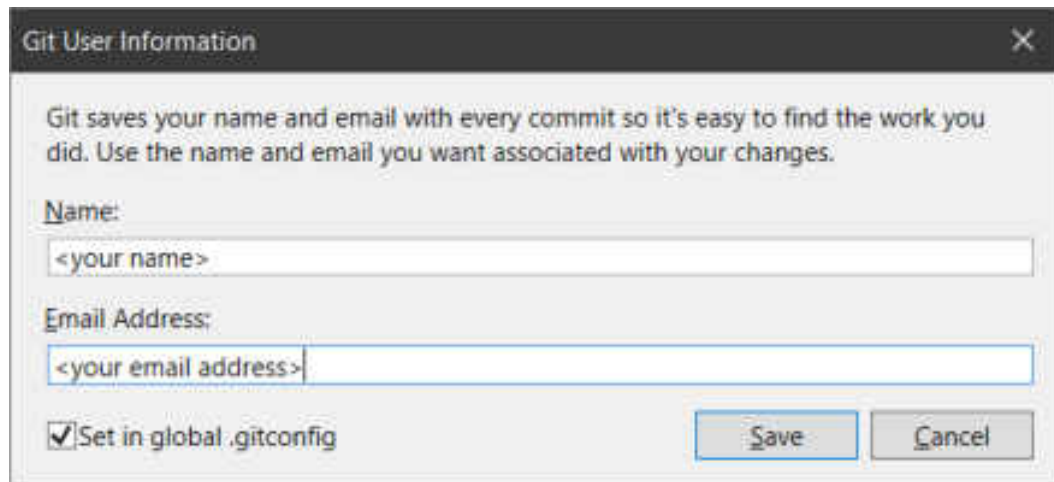 Git User Information
Git saves your name and email with every commit so it's easy to find the work you
did. Use the name and email you want associated with your changes.
Name:
<your name>
Email Address:
<your email address>
Set in global .gitconfig
Save
Cancel